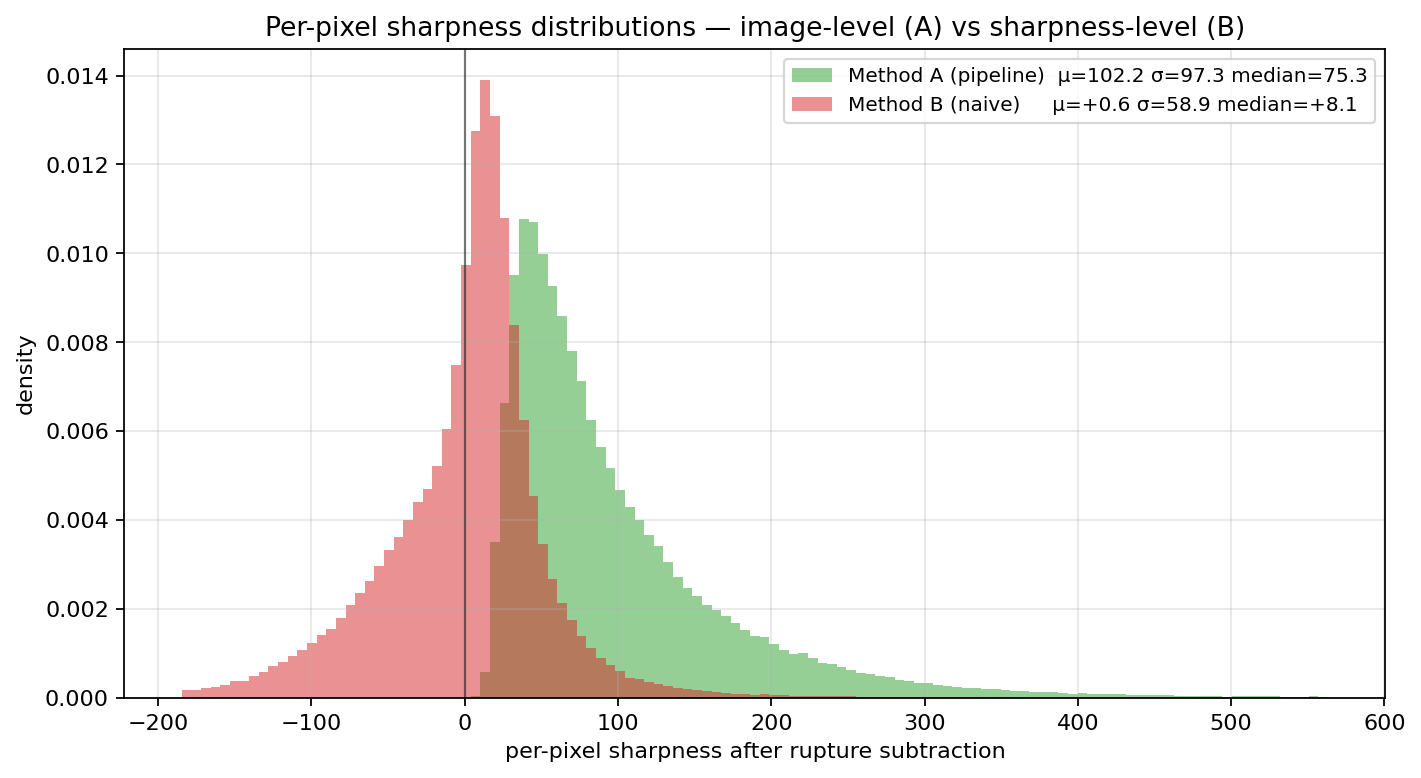 Per-pixel sharpness distributions — image-level (A) vs sharpness-level (B)
Method A (pipeline)  μ=102.2 σ=97.3 median=75.3
Method B (naive)     μ=+0.6 σ=58.9 median=+8.1
density
0.014
0.012
0.010
0.008
0.006
0.004
0.002
0.000
−200 −100 0 100 200 300 400 500 600
per-pixel sharpness after rupture subtraction